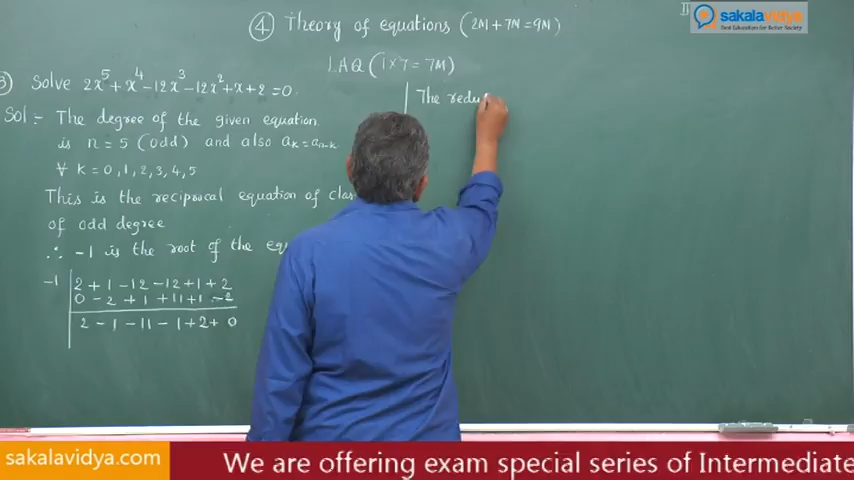 ④ Theory of equations (2M+7M=9M)
sakalavidya
LAQ (1×7=7M)
3) Solve 2x⁵+x⁴-12x³-12x²+x+2=0.
Sol:- The degree of the given equation
is n=5 (odd) and also aₖ=aₙ₋ₖ
∀ k=0,1,2,3,4,5
This is the reciprocal equation of clas
of odd degree
∴ -1 is the root of the equ
-1 | 2+1-12-12+1+2
0-2+1+11+1-2
2-1-11-1+2+0
The redu
sakalavidya.com
We are offering exam special series of Intermediate